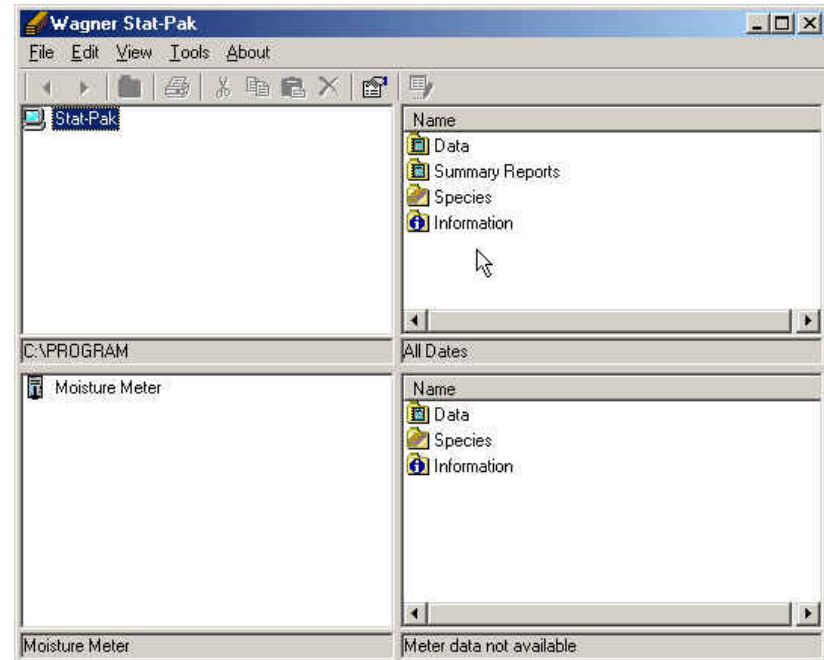 Wagner Stat-Pak
File Edit View Tools About
Stat-Pak
Name
Data
Summary Reports
Species
Information
C:\PROGRAM
All Dates
Moisture Meter
Name
Data
Species
Information
Moisture Meter
Meter data not available